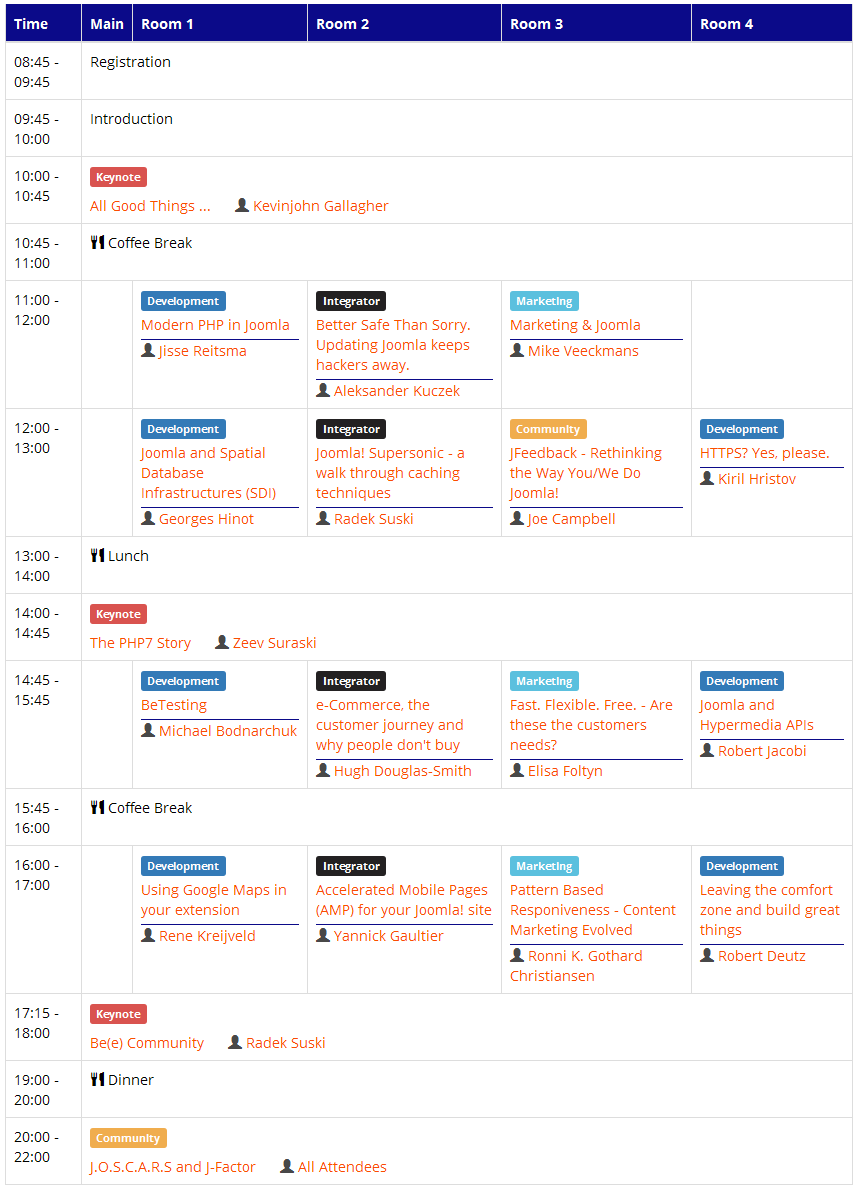 Time Main Room 1 Room 2 Room 3 Room 4
08:45 -
09:45
Registration
09:45 -
10:00
Introduction
10:00 -
10:45
Keynote
All Good Things ... Kevinjohn Gallagher
10:45 -
11:00
Coffee Break
11:00 -
12:00
Development
Modern PHP in Joomla
Jisse Reitsma
Integrator
Better Safe Than Sorry.
Updating Joomla keeps
hackers away.
Aleksander Kuczek
Marketing
Marketing & Joomla
Mike Veeckmans
12:00 -
13:00
Development
Joomla and Spatial
Database
Infrastructures (SDI)
Georges Hinot
Integrator
Joomla! Supersonic - a
walk through caching
techniques
Radek Suski
Community
JFeedback - Rethinking
the Way You/We Do
Joomla!
Joe Campbell
Development
HTTPS? Yes, please.
Kiril Hristov
13:00 -
14:00
Lunch
14:00 -
14:45
Keynote
The PHP7 Story Zeev Suraski
14:45 -
15:45
Development
BeTesting
Michael Bodnarchuk
Integrator
e-Commerce, the
customer journey and
why people don't buy
Hugh Douglas-Smith
Marketing
Fast. Flexible. Free. - Are
these the customers
needs?
Elisa Foltyn
Development
Joomla and
Hypermedia APIs
Robert Jacobi
15:45 -
16:00
Coffee Break
16:00 -
17:00
Development
Using Google Maps in
your extension
Rene Kreijveld
Integrator
Accelerated Mobile Pages
(AMP) for your Joomla! site
Yannick Gaultier
Marketing
Pattern Based
Responiveness - Content
Marketing Evolved
Ronni K. Gothard
Christiansen
Development
Leaving the comfort
zone and build great
things
Robert Deutz
17:15 -
18:00
Keynote
Be(e) Community Radek Suski
19:00 -
20:00
Dinner
20:00 -
22:00
Community
J.O.S.C.A.R.S and J-Factor All Attendees